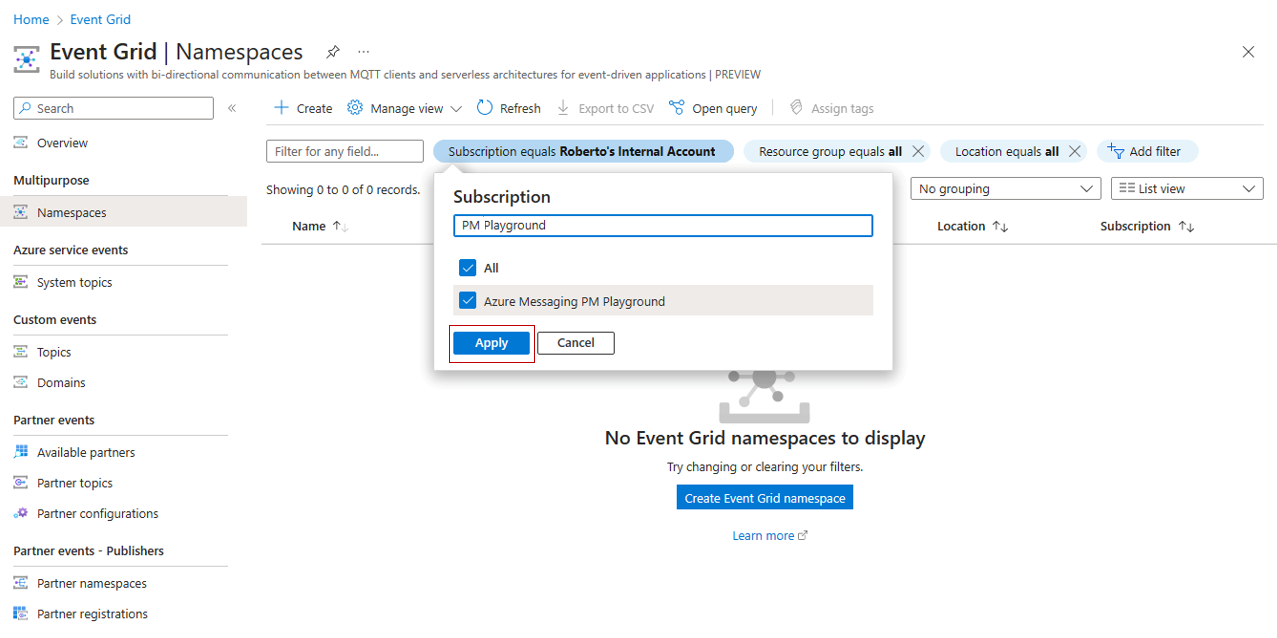 Home > Event Grid
Event Grid | Namespaces
Build solutions with bi-directional communication between MQTT clients and serverless architectures for event-driven applications | PREVIEW
Search
Overview
Multipurpose
Namespaces
Azure service events
System topics
Custom events
Topics
Domains
Partner events
Available partners
Partner topics
Partner configurations
Partner events - Publishers
Partner namespaces
Partner registrations
Create Manage view Refresh Export to CSV Open query Assign tags
Filter for any field... Subscription equals Roberto's Internal Account Resource group equals all Location equals all Add filter
Showing 0 to 0 of 0 records. No grouping List view
Name Location Subscription
Subscription
PM Playground
All
Azure Messaging PM Playground
Apply Cancel
No Event Grid namespaces to display
Try changing or clearing your filters.
Create Event Grid namespace
Learn more